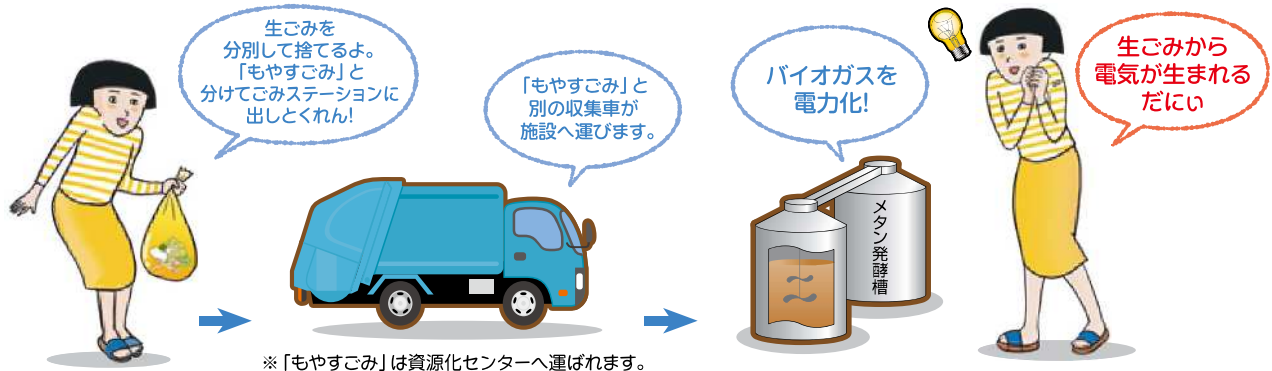 生ごみを
分別して捨てるよ。
「もやすごみ」と
分けてごみステーションに
出しとくれん!
「もやすごみ」と
別の収集車が
施設へ運びます。
バイオガスを
電力化!
メタン発酵槽
生ごみから
電気が生まれる
だにぃ
※「もやすごみ」は資源化センターへ運ばれます。